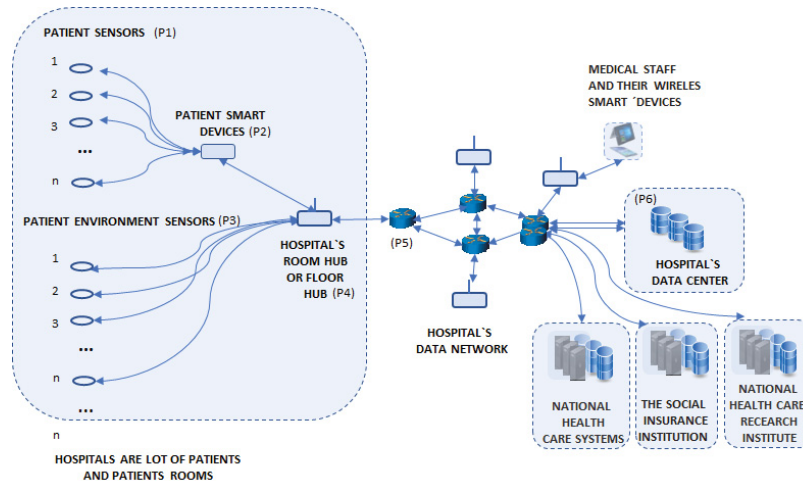 PATIENT SENSORS (P1)
1
2
3
...
n
PATIENT SMART
DEVICES (P2)
PATIENT ENVIRONMENT SENSORS (P3)
1
2
3
...
n
...
n
HOSPITAL`S
ROOM HUB
OR FLOOR
HUB (P4)
HOSPITALS ARE LOT OF PATIENTS
AND PATIENTS ROOMS
(P5)
HOSPITAL`S
DATA NETWORK
MEDICAL STAFF
AND THEIR WIRELES
SMART ´DEVICES
(P6)
HOSPITAL`S
DATA CENTER
NATIONAL
HEALTH
CARE SYSTEMS
THE SOCIAL
INSURANCE
INSTITUTION
NATIONAL
HEALTH CARE
RECEARCH
INSTITUTE